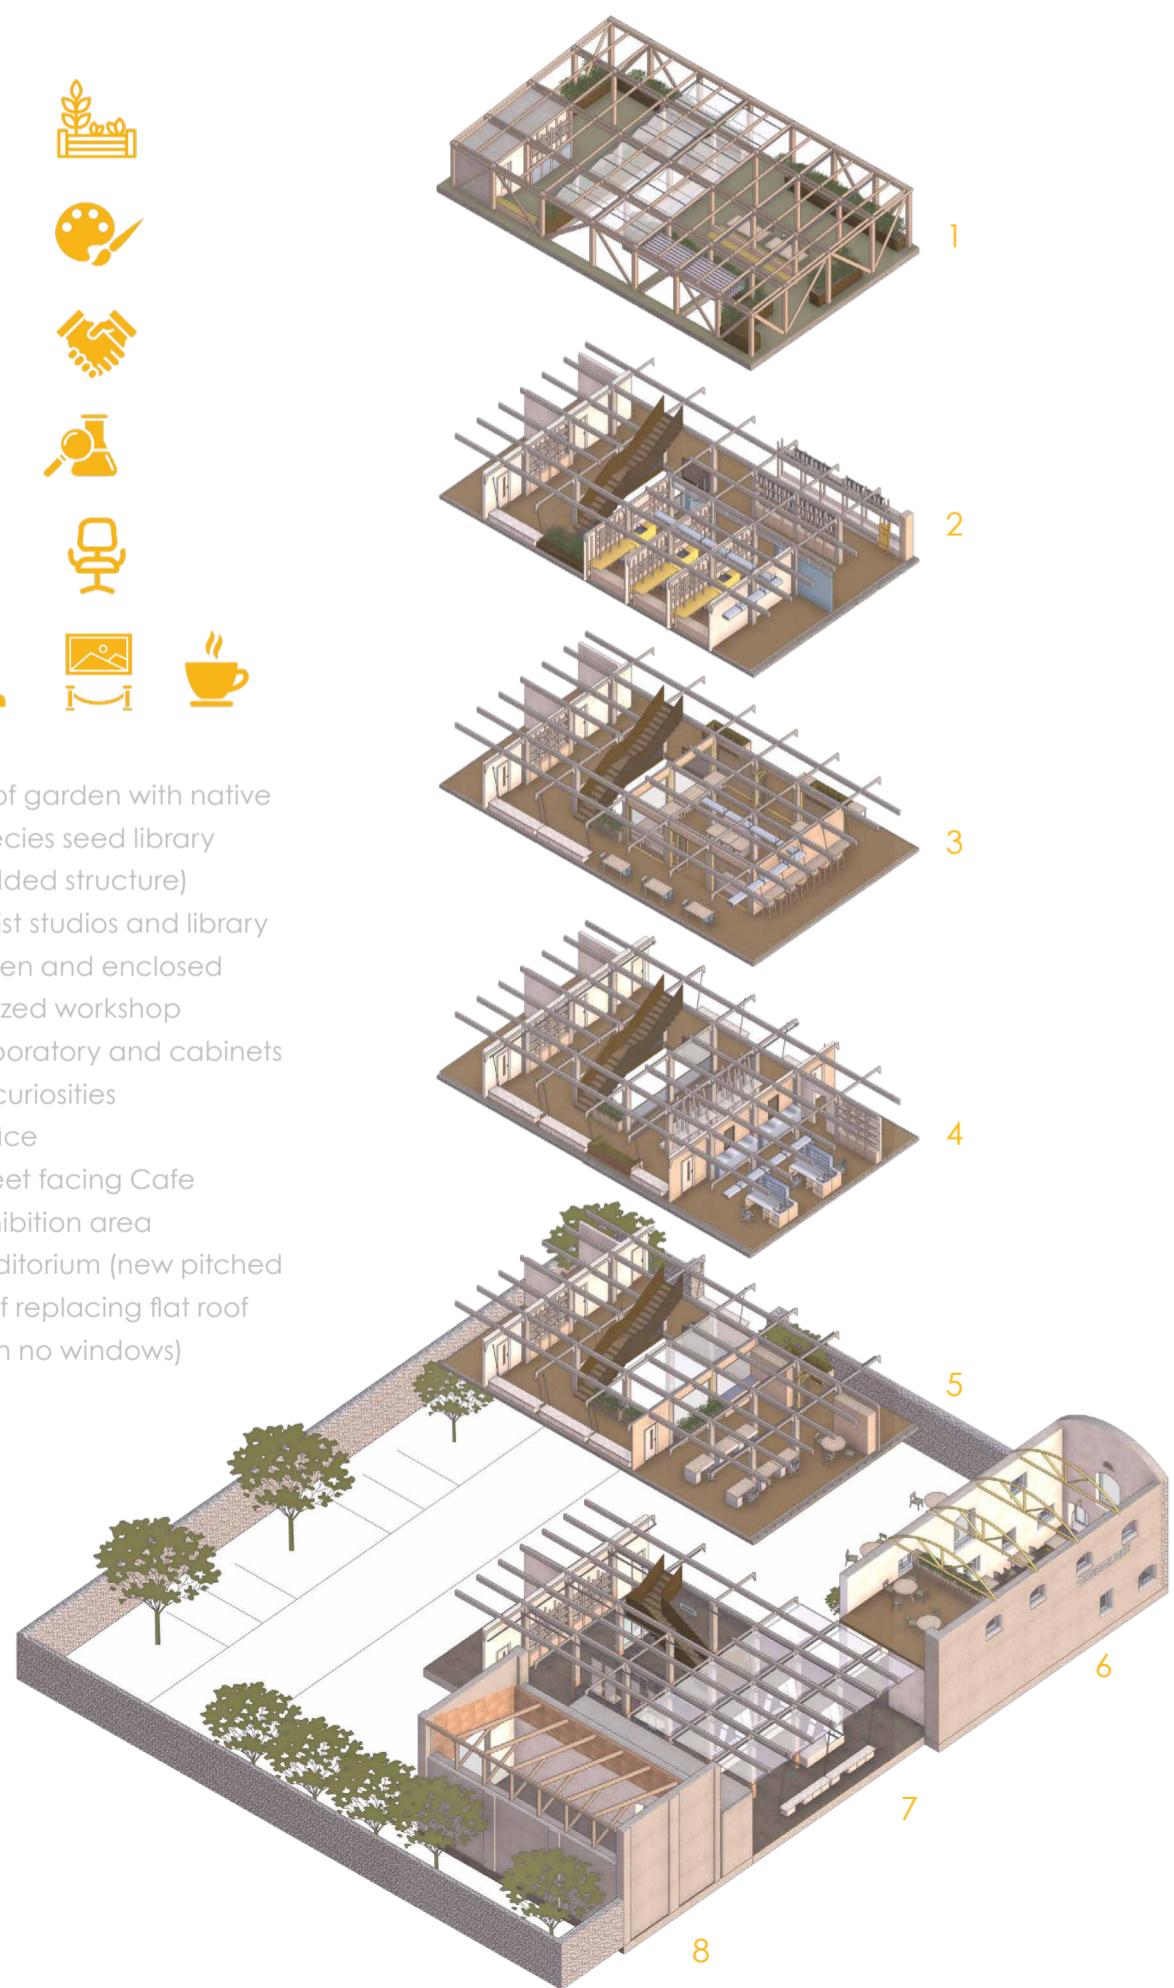 1
2
3
4
5
6
7
8
of garden with native
ecies seed library
dded structure)
ist studios and library
en and enclosed
zed workshop
boratory and cabinets
curiosities
ice
eet facing Cafe
hibition area
ditorium (new pitched
f replacing flat roof
h no windows)